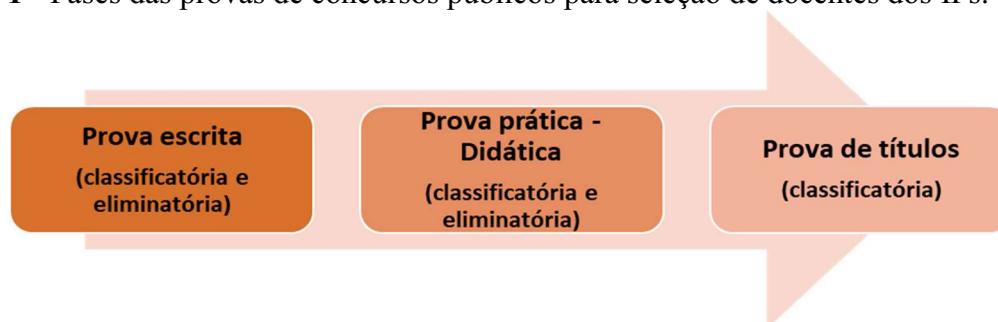 Fases das provas de concursos públicos para seleção de docentes dos IFs.
Prova escrita
(classificatória e
eliminatória)
Prova prática -
Didática
(classificatória e
eliminatória)
Prova de títulos
(classificatória)